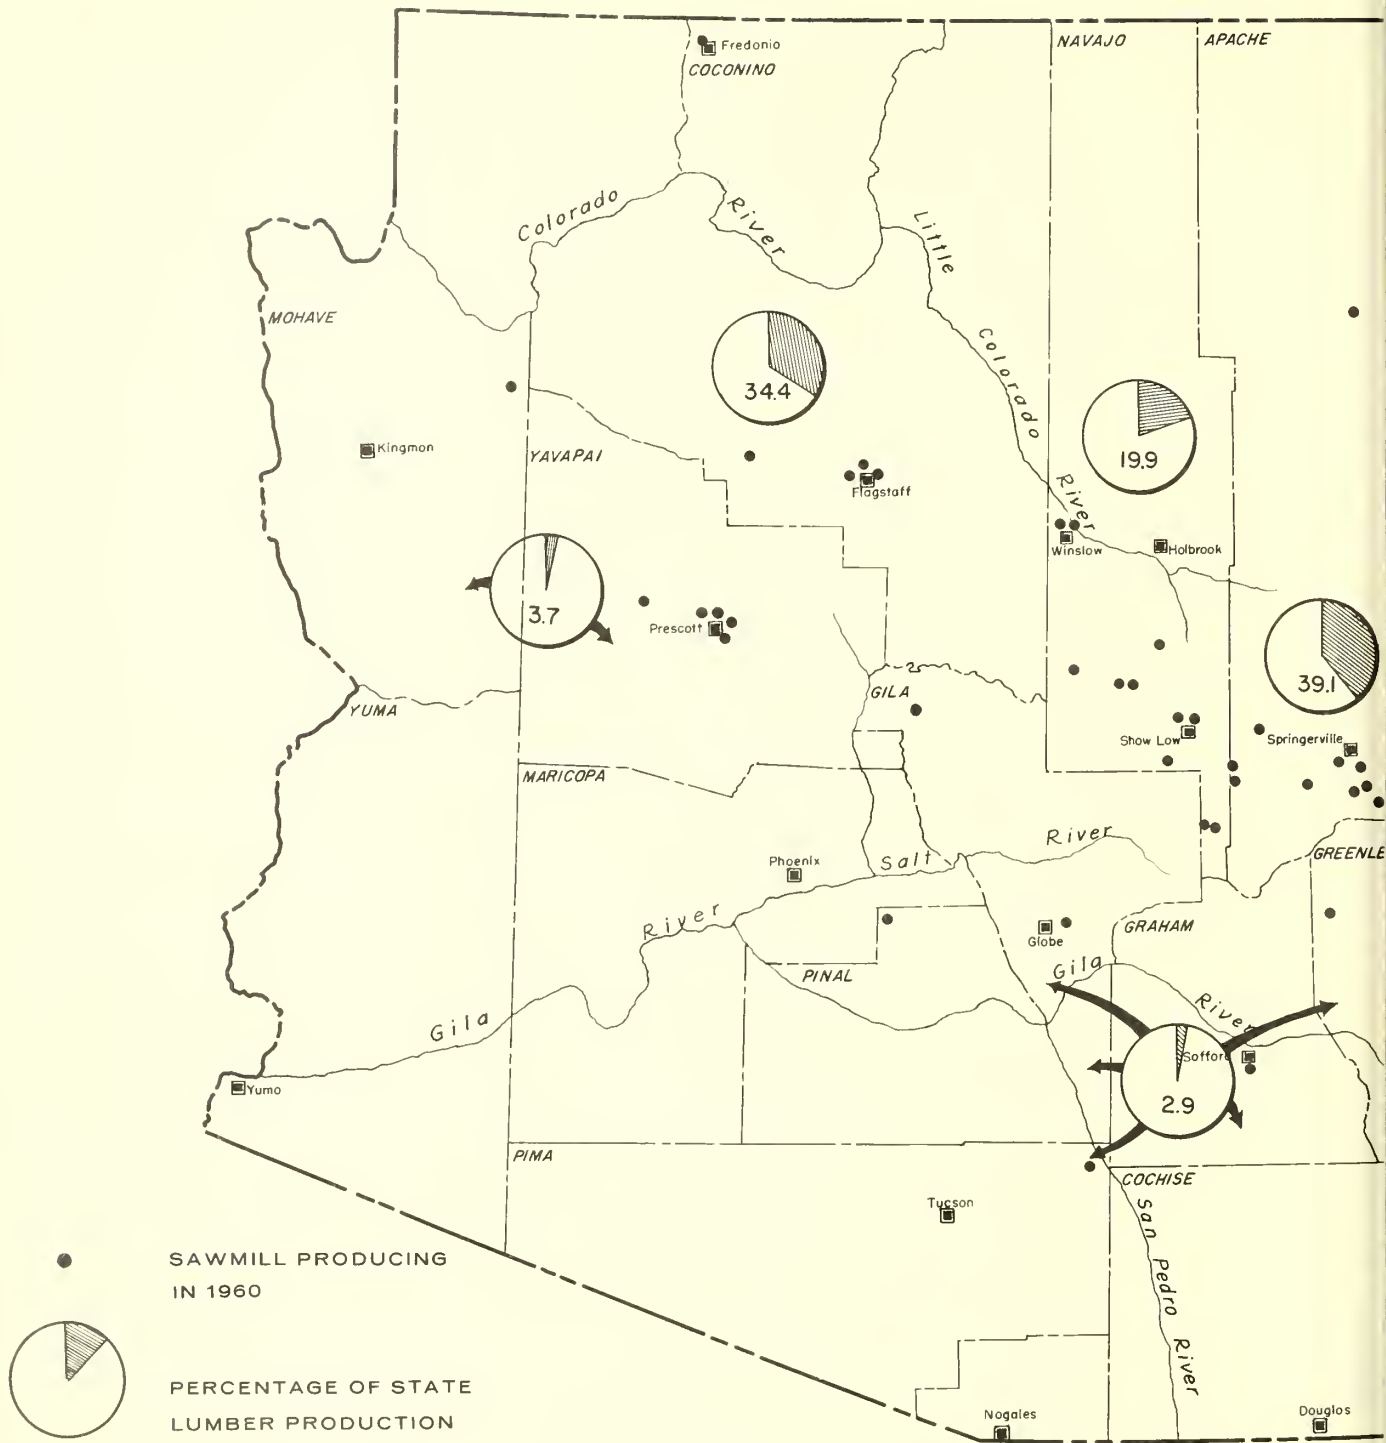 Fredonio
COCONINO
NAVAJO
APACHE
Colorado
River
Little
Colorado
River
MOHAVE
34.4
19.9
Kingmon
YAVAPAI
Flagstaff
Winslow
Holbrook
3.7
Prescott
39.1
YUMA
GILA
Show Low
Springerville
MARICOPA
Phoenix
Salt
River
GREENLE
River
Globe
GRAHAM
PINAL
Gila
River
Gila
Safford
Yumo
2.9
PIMA
COCHISE
Tucson
San Pedro River
SAWMILL PRODUCING
IN 1960
PERCENTAGE OF STATE
LUMBER PRODUCTION
Nogales
Douglos